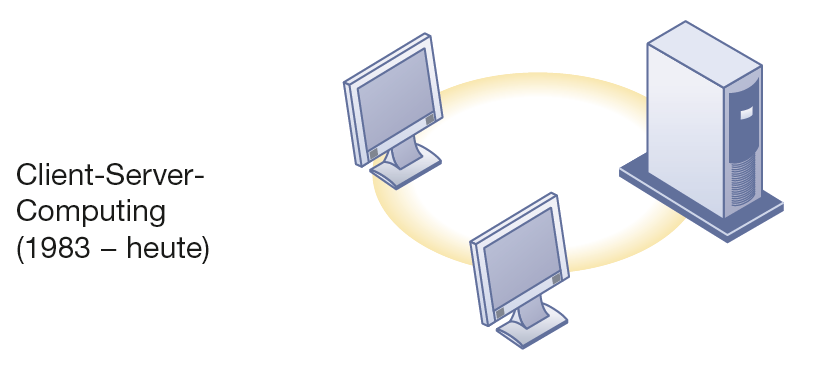 Client-Server-
Computing
(1983 – heute)